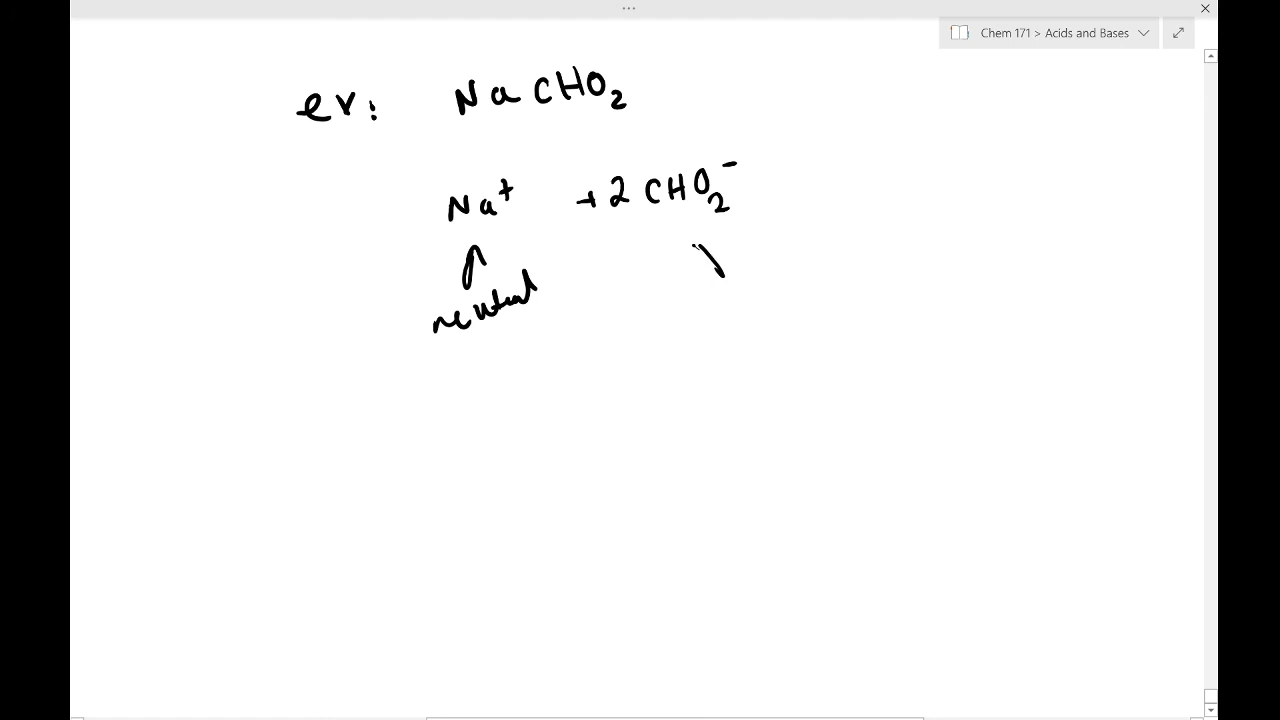 Chem 171 > Acids and Bases
ex: NaCHO₂
Na⁺ + 2 CHO₂⁻
neutral